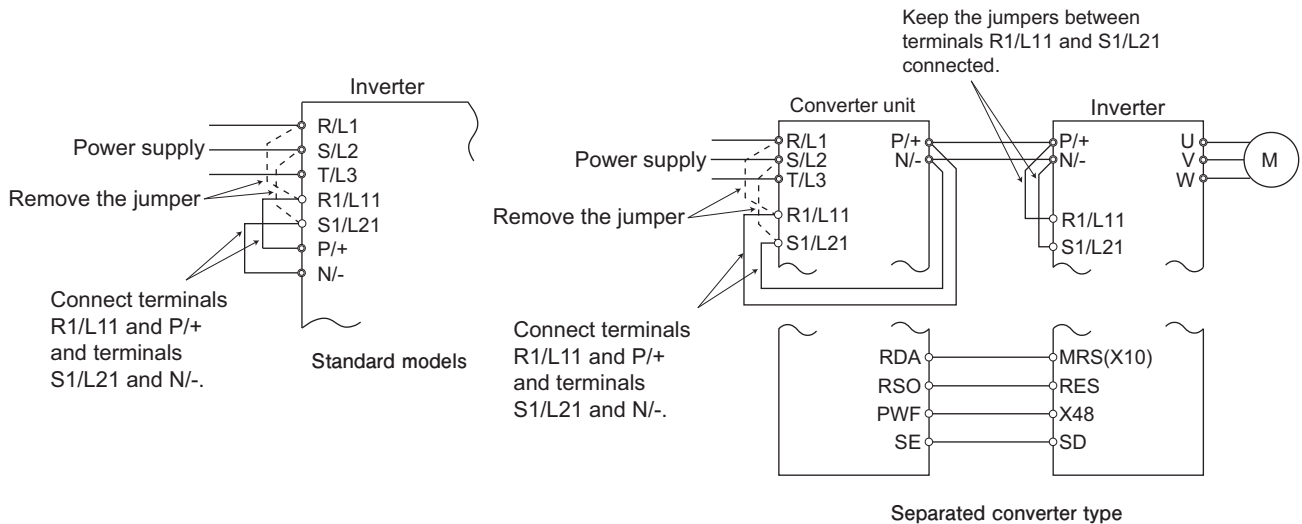 Inverter
Power supply
R/L1
S/L2
T/L3
R1/L11
S1/L21
P/+
N/-
Remove the jumper
Connect terminals
R1/L11 and P/+
and terminals
S1/L21 and N/-.
Standard models
Keep the jumpers between
terminals R1/L11 and S1/L21
connected.
Converter unit
Power supply
R/L1
S/L2
T/L3
R1/L11
S1/L21
P/+
N/-
Remove the jumper
Connect terminals
R1/L11 and P/+
and terminals
S1/L21 and N/-.
Inverter
P/+
N/-
R1/L11
S1/L21
U
V
W
M
RDA
MRS(X10)
RSO
RES
PWF
X48
SE
SD
Separated converter type